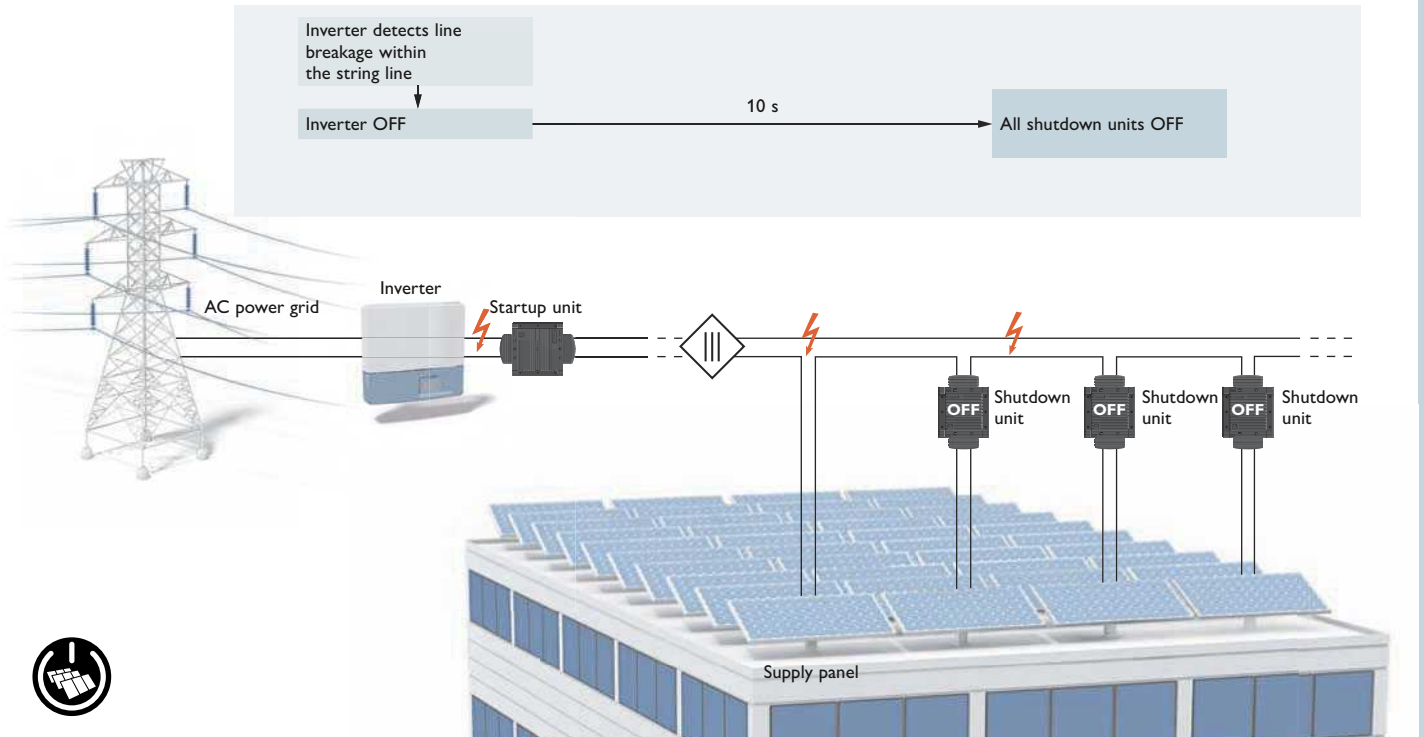 Inverter detects line
breakage within
the string line
Inverter OFF
10 s
All shutdown units OFF
AC power grid
Inverter
Startup unit
OFF
Shutdown
unit
OFF
Shutdown
unit
OFF
Shutdown
unit
Supply panel